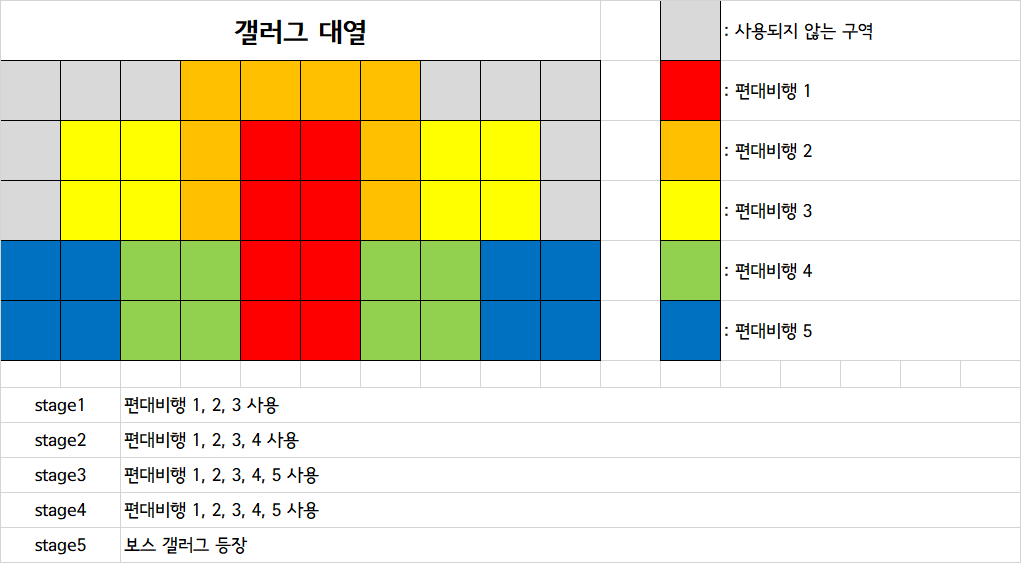 갤러그 대열
: 사용되지 않는 구역
: 편대비행 1
: 편대비행 2
: 편대비행 3
: 편대비행 4
: 편대비행 5
stage1 편대비행 1, 2, 3 사용
stage2 편대비행 1, 2, 3, 4 사용
stage3 편대비행 1, 2, 3, 4, 5 사용
stage4 편대비행 1, 2, 3, 4, 5 사용
stage5 보스 갤러그 등장